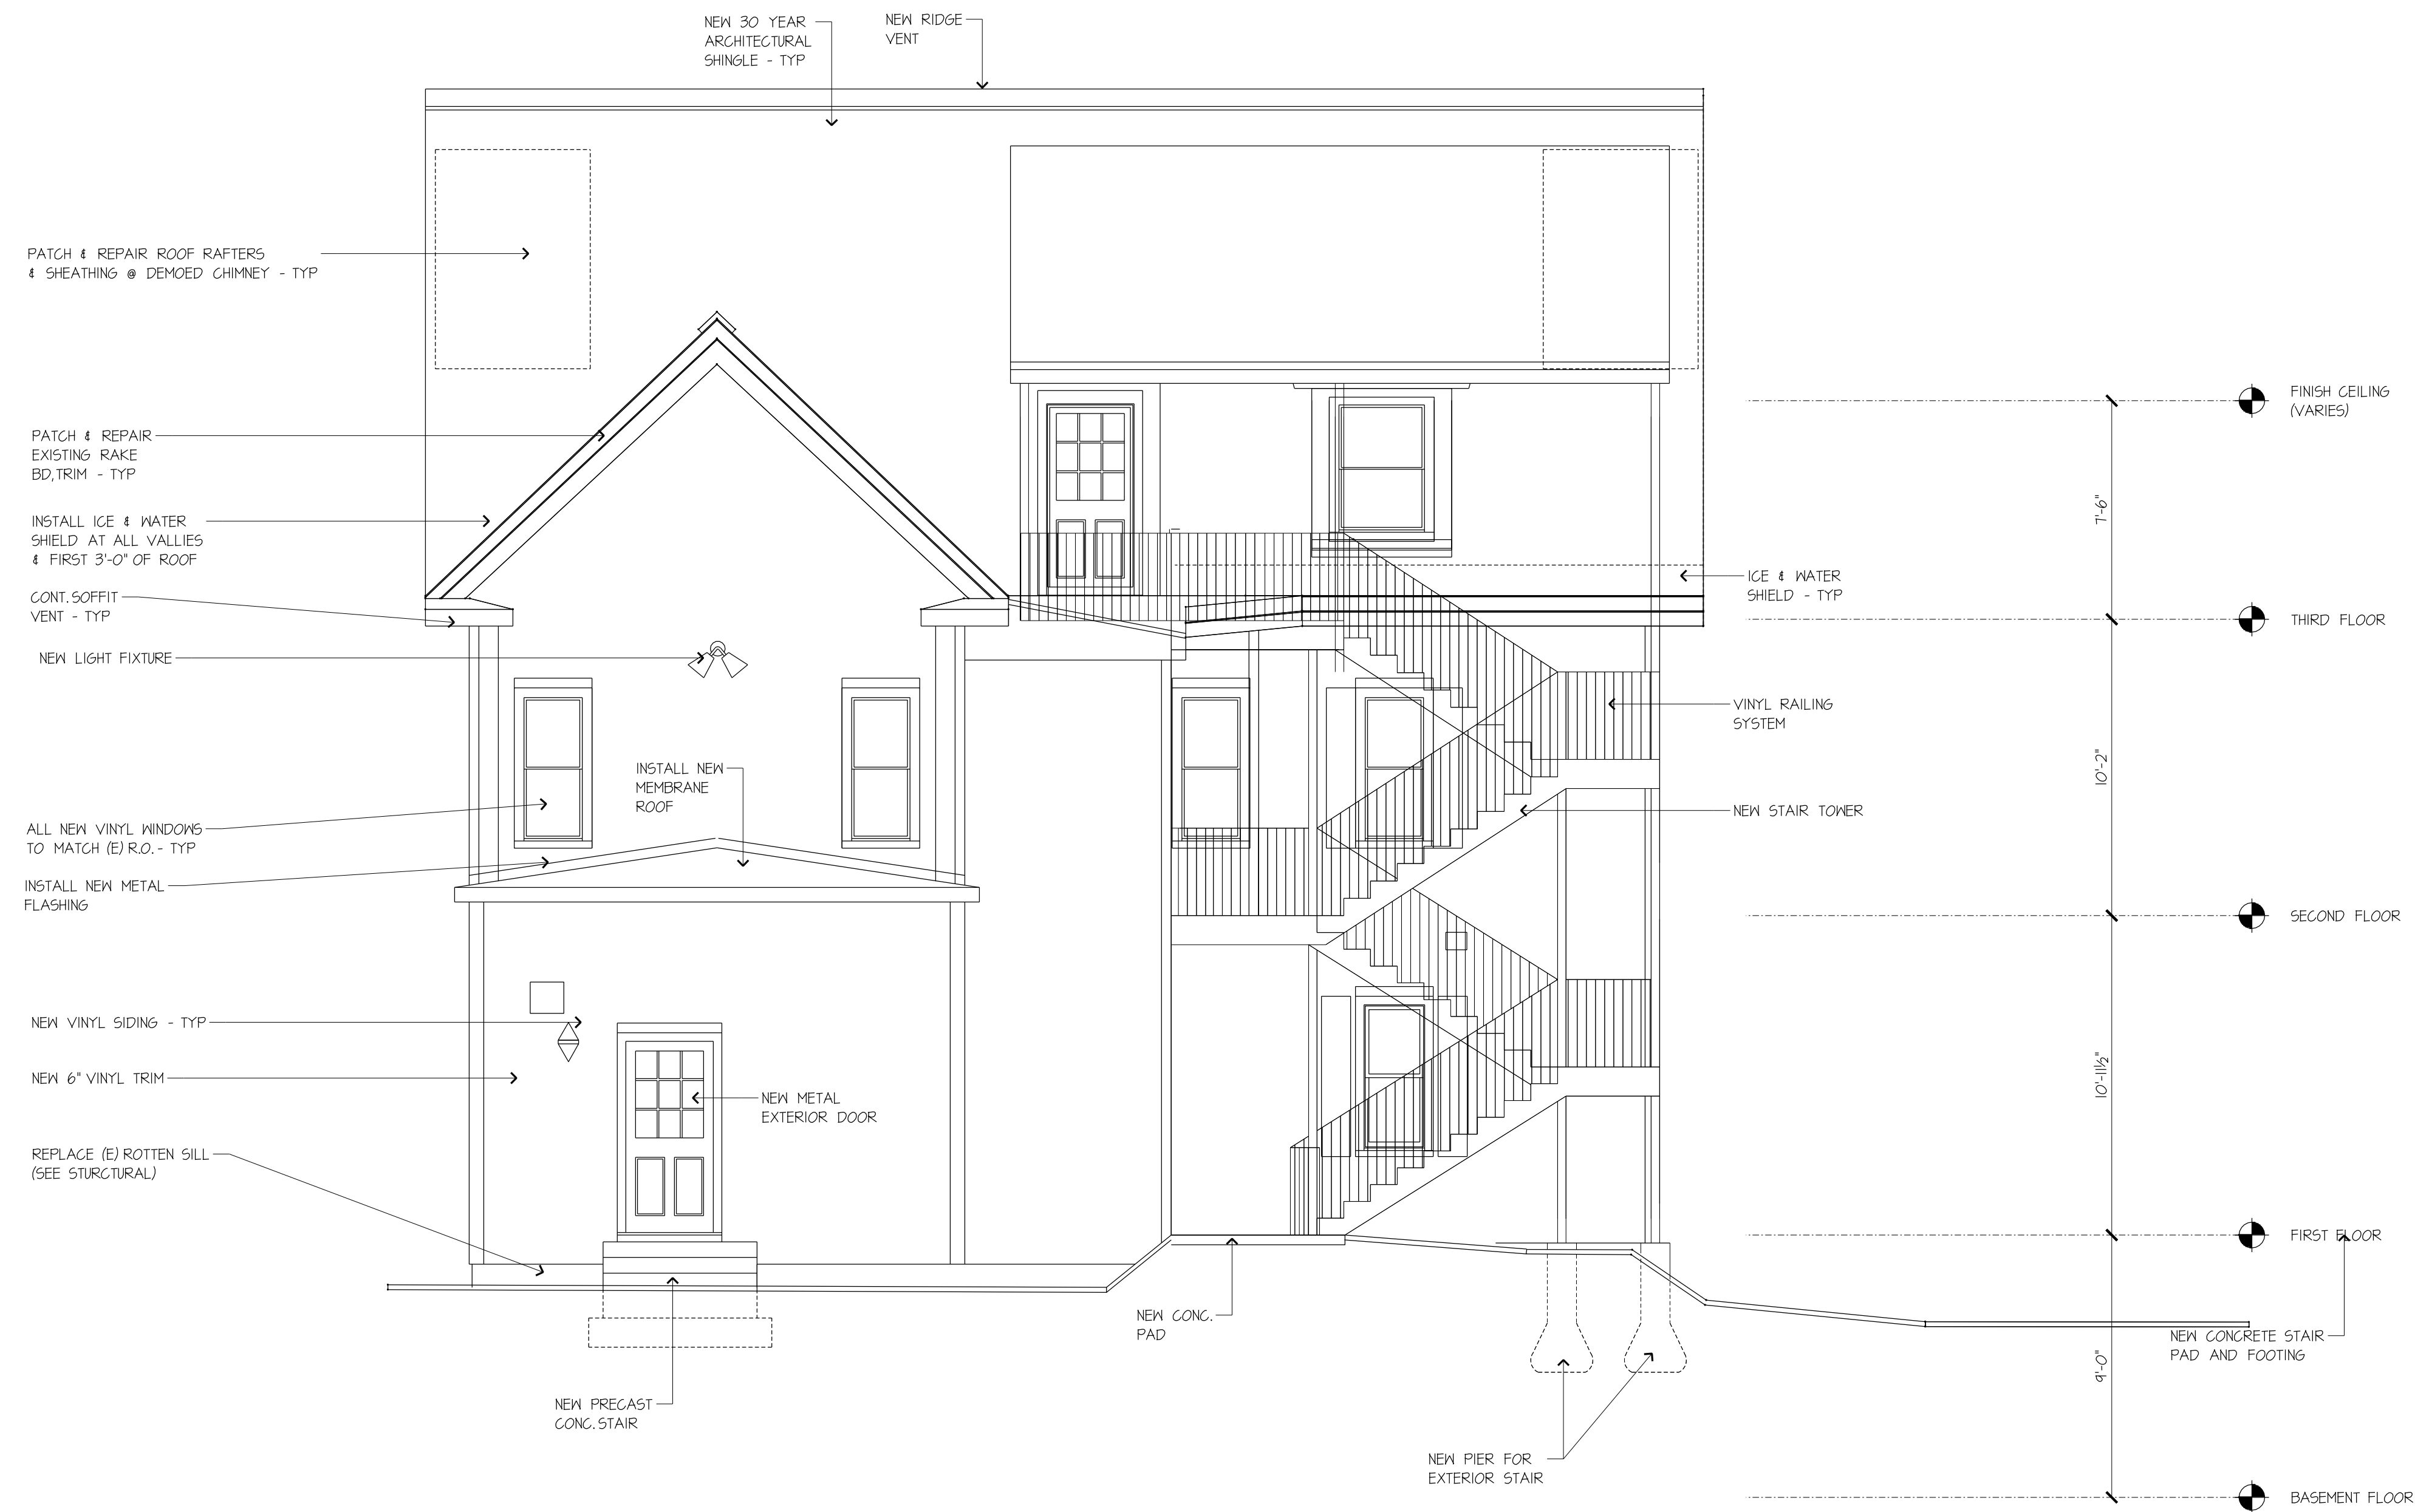 NEW 30 YEAR
ARCHITECTURAL
SHINGLE - TYP
NEW RIDGE
VENT
PATCH & REPAIR ROOF RAFTERS
& SHEATHING @ DEMOED CHIMNEY - TYP
PATCH & REPAIR
EXISTING RAKE
BD,TRIM - TYP
INSTALL ICE & WATER
SHIELD AT ALL VALLIES
& FIRST 3'-0" OF ROOF
CONT.SOFFIT
VENT - TYP
NEW LIGHT FIXTURE
INSTALL NEW
MEMBRANE
ROOF
ALL NEW VINYL WINDOWS
TO MATCH (E) R.O.- TYP
INSTALL NEW METAL
FLASHING
NEW VINYL SIDING - TYP
NEW 6" VINYL TRIM
NEW METAL
EXTERIOR DOOR
REPLACE (E) ROTTEN SILL
(SEE STURCTURAL)
NEW PRECAST
CONC.STAIR
NEW CONC.
PAD
NEW PIER FOR
EXTERIOR STAIR
ICE & WATER
SHIELD - TYP
VINYL RAILING
SYSTEM
NEW STAIR TOWER
FINISH CEILING
(VARIES)
7'-6"
THIRD FLOOR
10'-2"
SECOND FLOOR
10'-11½"
FIRST FLOOR
NEW CONCRETE STAIR
PAD AND FOOTING
9'-0"
BASEMENT FLOOR